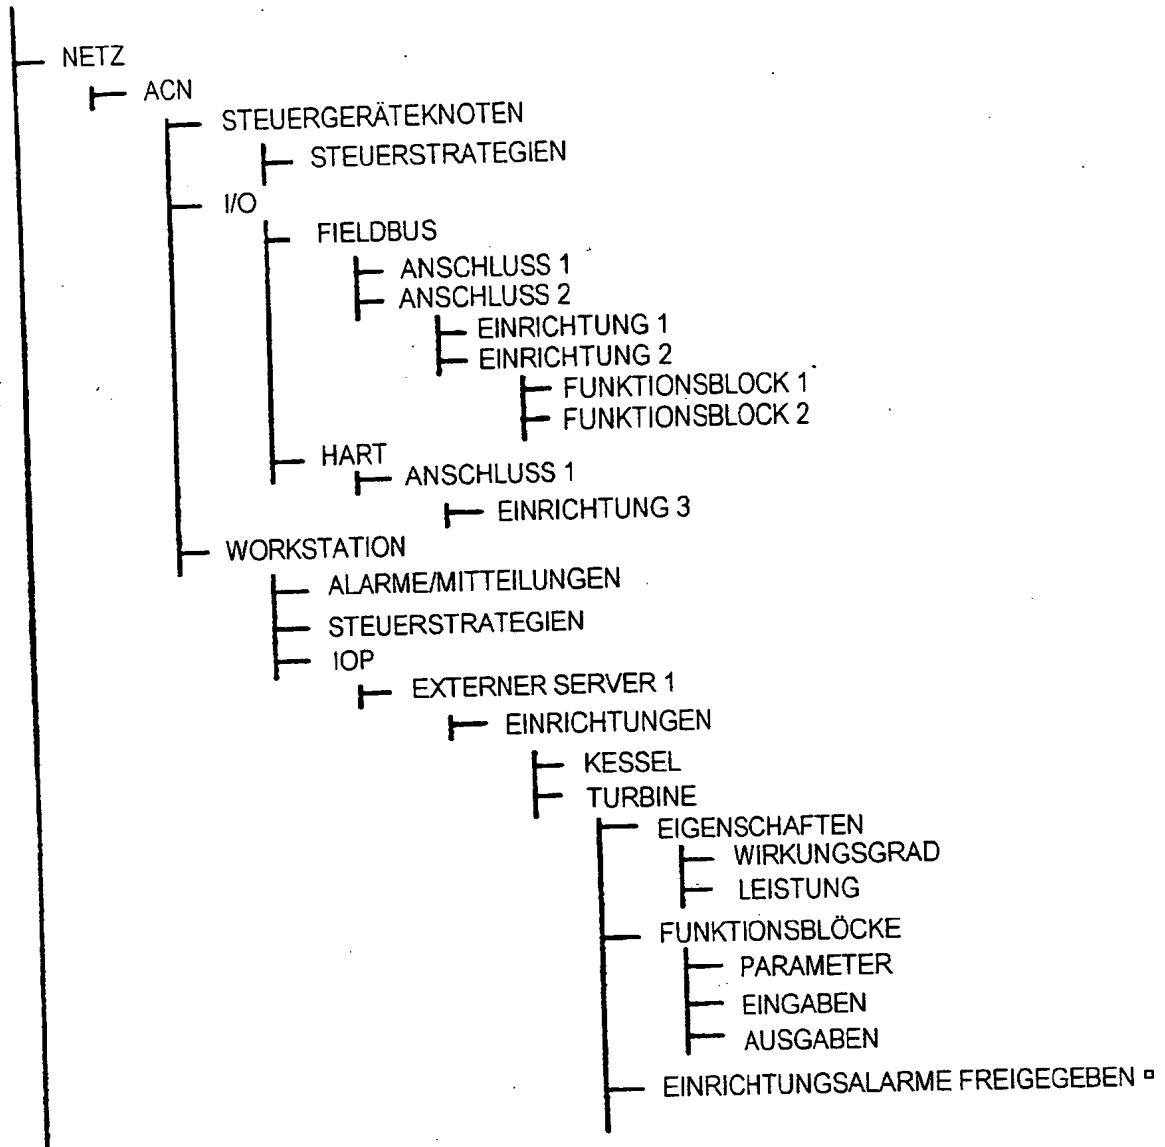 NETZ
ACN
STEUERGERÄTEKNOTEN
STEUERSTRATEGIEN
I/O
FIELDBUS
ANSCHLUSS 1
ANSCHLUSS 2
EINRICHTUNG 1
EINRICHTUNG 2
FUNKTIONSBLOCK 1
FUNKTIONSBLOCK 2
HART
ANSCHLUSS 1
EINRICHTUNG 3
WORKSTATION
ALARME/MITTEILUNGEN
STEUERSTRATEGIEN
IOP
EXTERNER SERVER 1
EINRICHTUNGEN
KESSEL
TURBINE
EIGENSCHAFTEN
WIRKUNGSGRAD
LEISTUNG
FUNKTIONSBLÖCKE
PARAMETER
EINGABEN
AUSGABEN
EINRICHTUNGSALARME FREIGEGEBEN